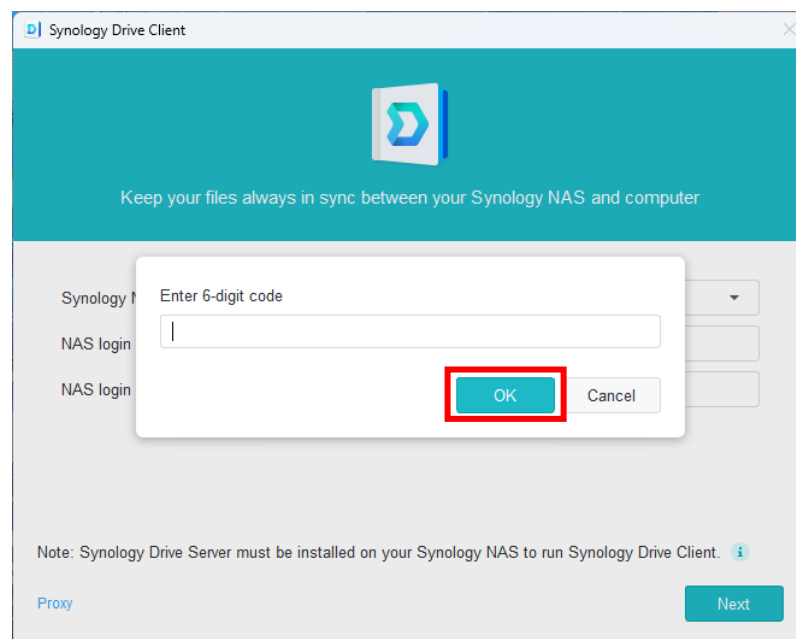 Synology Drive Client
Keep your files always in sync between your Synology NAS and computer
Enter 6-digit code
Synology
NAS login
NAS login
OK
Cancel
Note: Synology Drive Server must be installed on your Synology NAS to run Synology Drive Client.
Proxy
Next